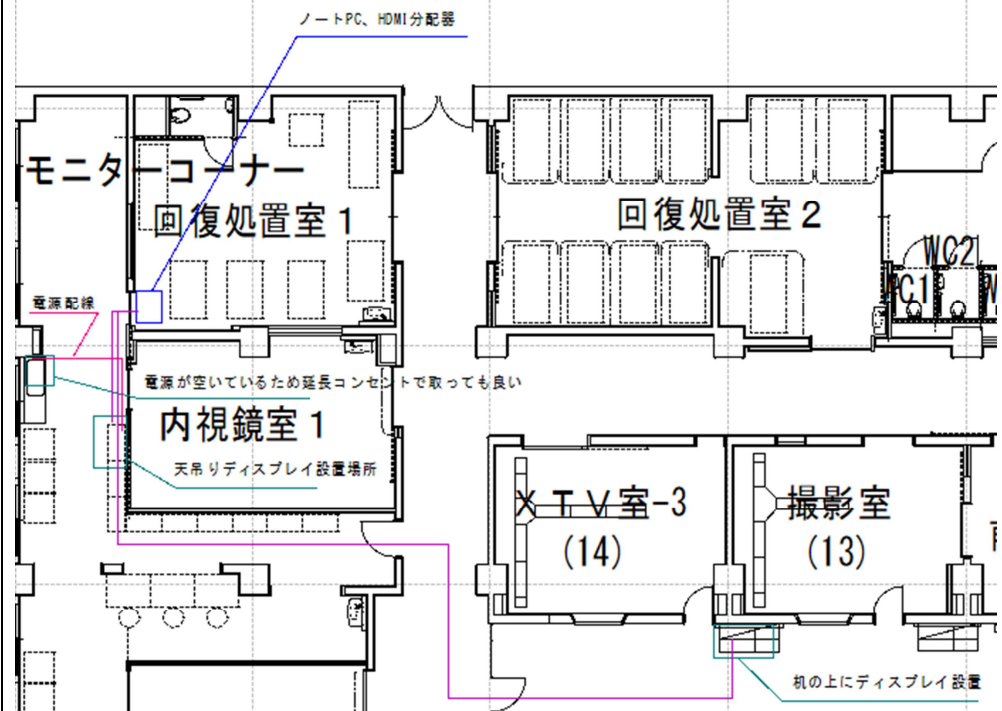 ノートPC、HDMI分配器
モニターコーナー
回復処置室1
回復処置室2
WC2
WC1
電源配線
電源が空いているため延長コンセントで取っても良い
内視鏡室1
天吊りディスプレイ設置場所
XTV室-3
(14)
撮影室
(13)
机の上にディスプレイ設置